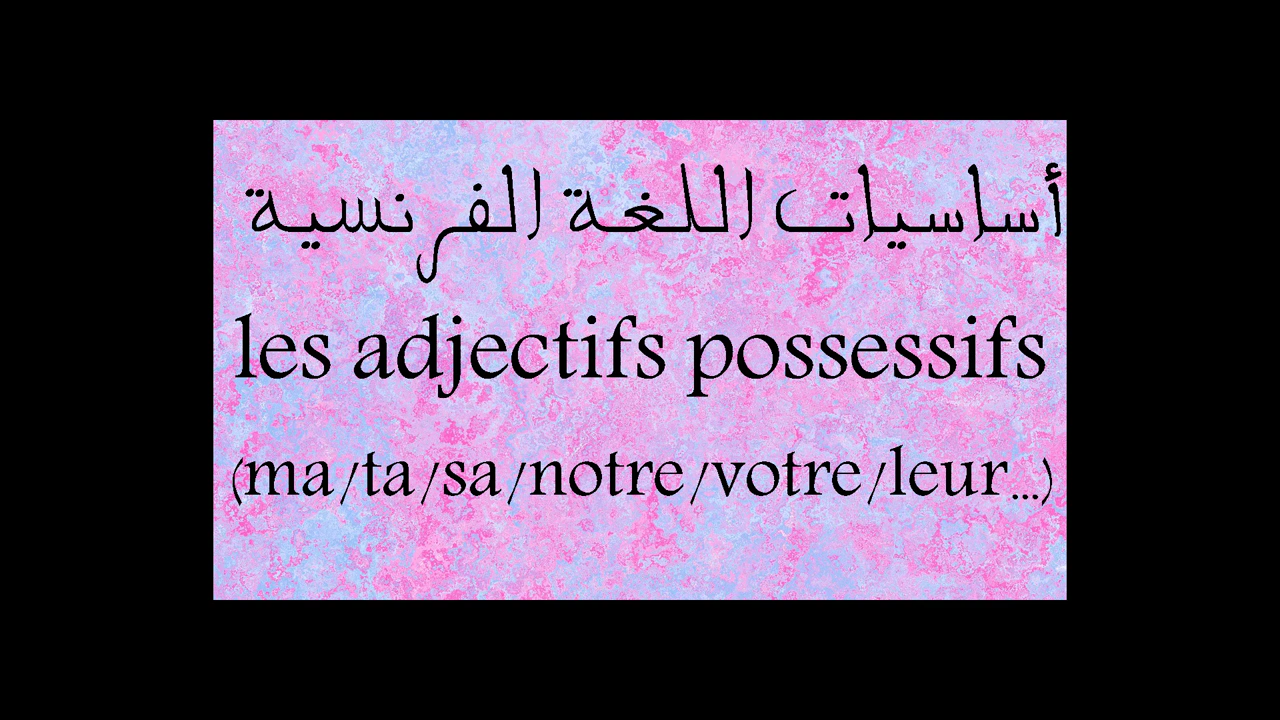 أساسيات اللغة الفرنسية
les adjectifs possessifs
(ma/ta/sa/notre/votre/leur...)